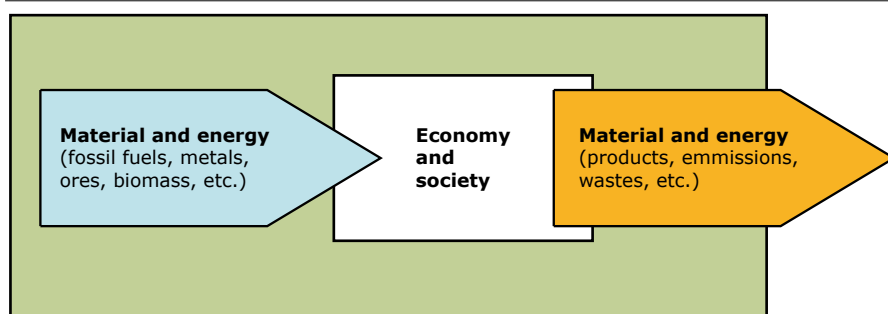 Material and energy
(fossil fuels, metals,
ores, biomass, etc.)
Economy
and
society
Material and energy
(products, emmissions,
wastes, etc.)